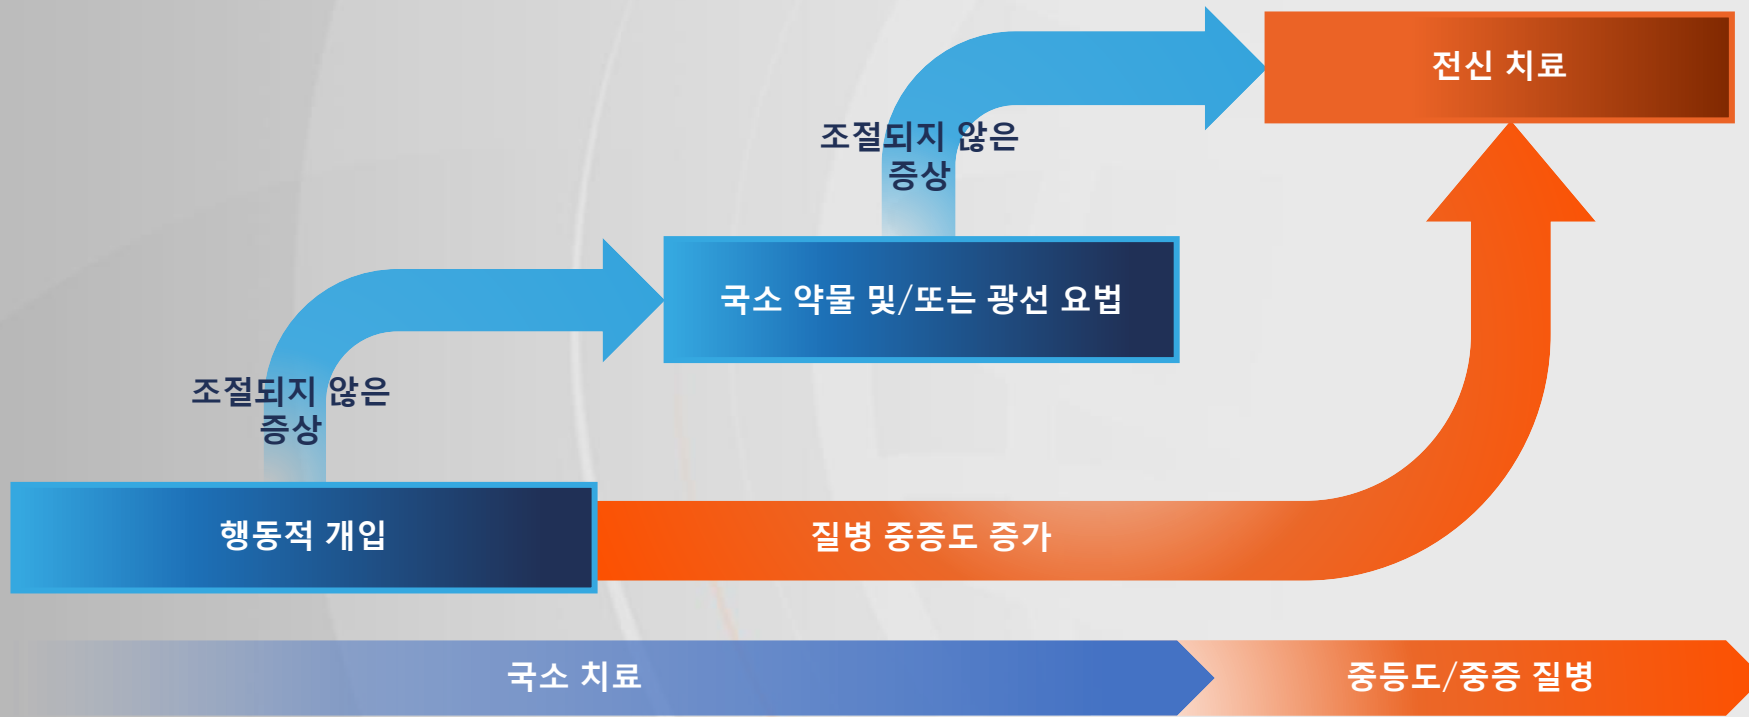 전신 치료
조절되지 않은
증상
국소 약물 및/또는 광선 요법
조절되지 않은
증상
행동적 개입
질병 중증도 증가
국소 치료
중등도/중증 질병